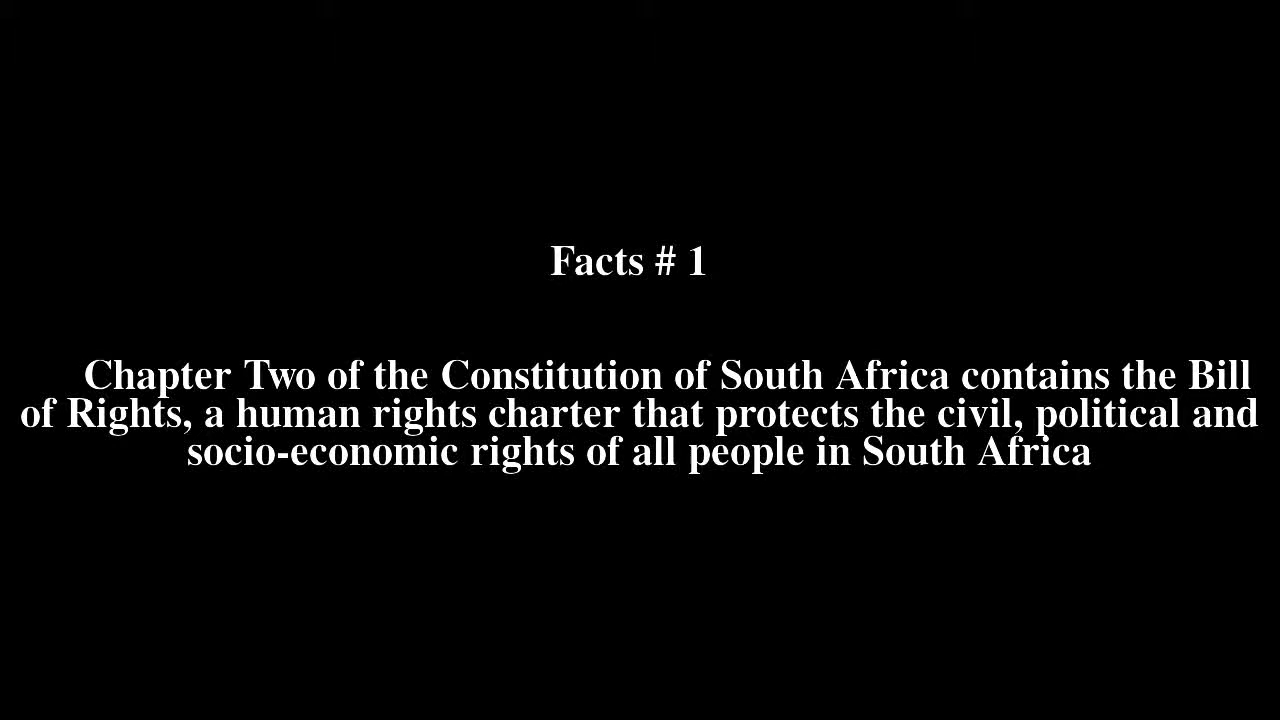 Facts # 1
Chapter Two of the Constitution of South Africa contains the Bill
of Rights, a human rights charter that protects the civil, political and
socio-economic rights of all people in South Africa